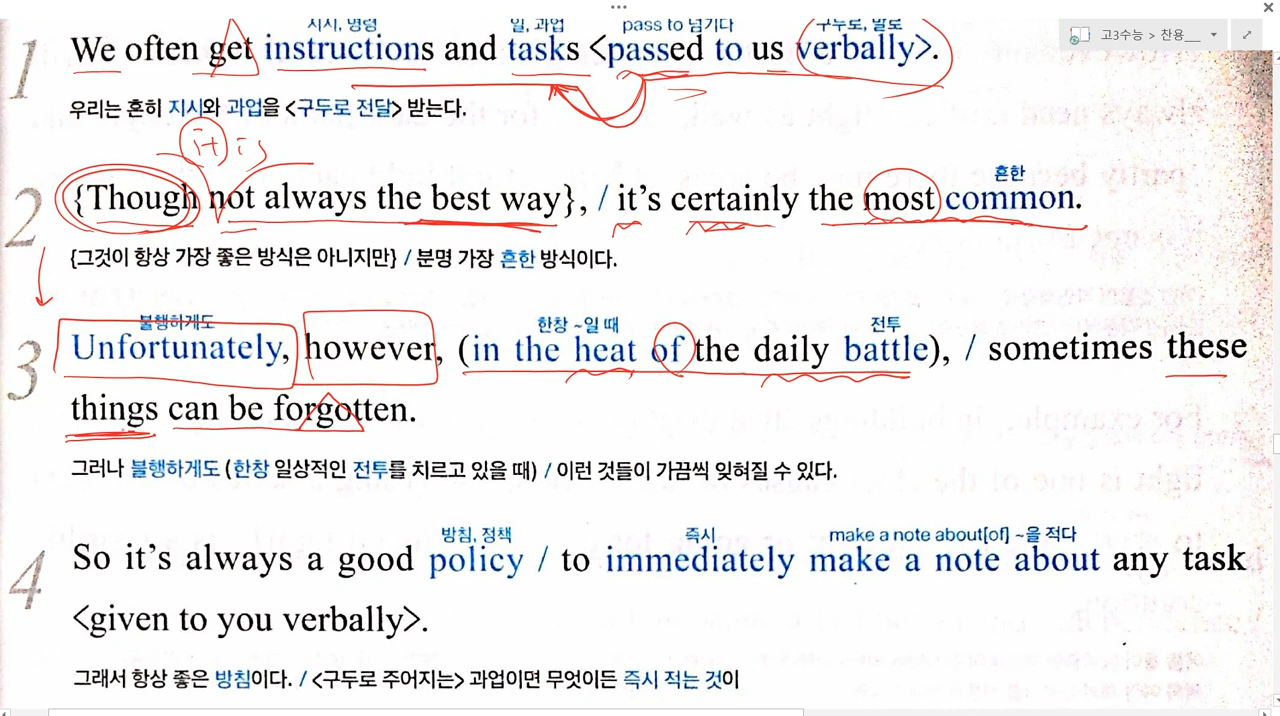 고3수능 > 찬용__
지시, 명령 일, 과업 pass to 넘기다 구두로, 말로
1 We often get instructions and tasks <passed to us verbally>.
우리는 흔히 지시와 과업을 <구두로 전달> 받는다.
it is
흔한
2 {Though not always the best way}, / it's certainly the most common.
{그것이 항상 가장 좋은 방식은 아니지만} / 분명 가장 흔한 방식이다.
불행하게도 한창 ~일 때 전투
3 Unfortunately, however, (in the heat of the daily battle), / sometimes these
things can be forgotten.
그러나 불행하게도 (한창 일상적인 전투를 치르고 있을 때) / 이런 것들이 가끔씩 잊혀질 수 있다.
방침, 정책 즉시 make a note about[of] ~을 적다
4 So it's always a good policy / to immediately make a note about any task
<given to you verbally>.
그래서 항상 좋은 방침이다. / <구두로 주어지는> 과업이면 무엇이든 즉시 적는 것이